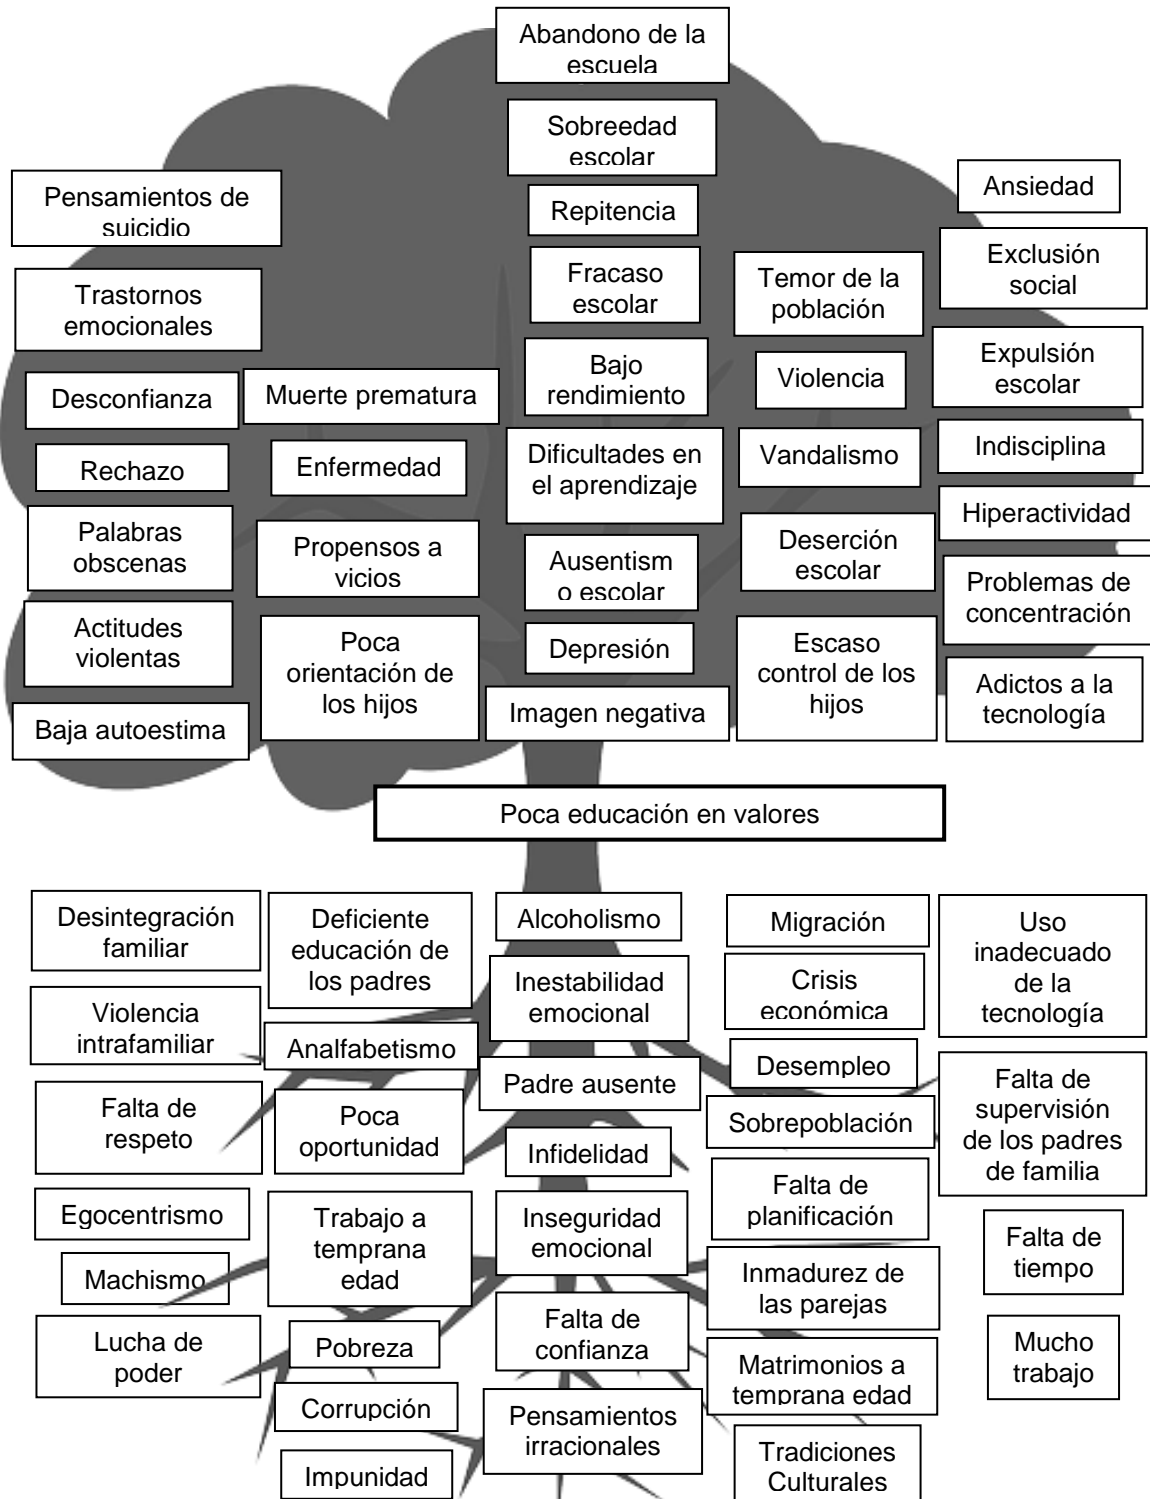 Abandono de la
escuela
Sobreedad
escolar
Repitencia
Fracaso
escolar
Bajo
rendimiento
Dificultades en
el aprendizaje
Ausentism
o escolar
Depresión
Imagen negativa
Pensamientos de
suicidio
Trastornos
emocionales
Desconfianza
Rechazo
Palabras
obscenas
Actitudes
violentas
Baja autoestima
Muerte prematura
Enfermedad
Propensos a
vicios
Poca
orientación de
los hijos
Temor de la
población
Violencia
Vandalismo
Deserción
escolar
Escaso
control de los
hijos
Ansiedad
Exclusión
social
Expulsión
escolar
Indisciplina
Hiperactividad
Problemas de
concentración
Adictos a la
tecnología
Poca educación en valores
Desintegración
familiar
Violencia
intrafamiliar
Falta de
respeto
Egocentrismo
Machismo
Lucha de
poder
Deficiente
educación de
los padres
Analfabetismo
Poca
oportunidad
Trabajo a
temprana
edad
Pobreza
Corrupción
Impunidad
Alcoholismo
Inestabilidad
emocional
Padre ausente
Infidelidad
Inseguridad
emocional
Falta de
confianza
Pensamientos
irracionales
Migración
Crisis
económica
Desempleo
Sobrepoblación
Falta de
planificación
Inmadurez de
las parejas
Matrimonios a
temprana edad
Tradiciones
Culturales
Uso
inadecuado
de la
tecnología
Falta de
supervisión
de los padres
de familia
Falta de
tiempo
Mucho
trabajo